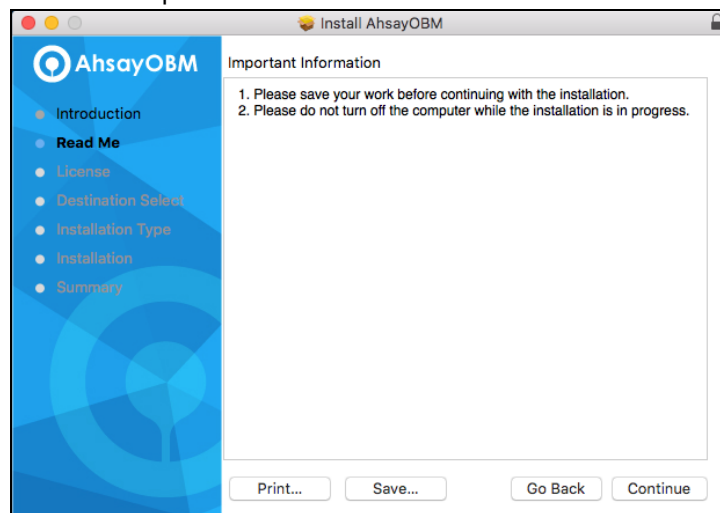 Install AhsayOBM
AhsayOBM
Introduction
Read Me
License
Destination Select
Installation Type
Installation
Summary
Important Information
1. Please save your work before continuing with the installation.
2. Please do not turn off the computer while the installation is in progress.
Print...
Save...
Go Back
Continue